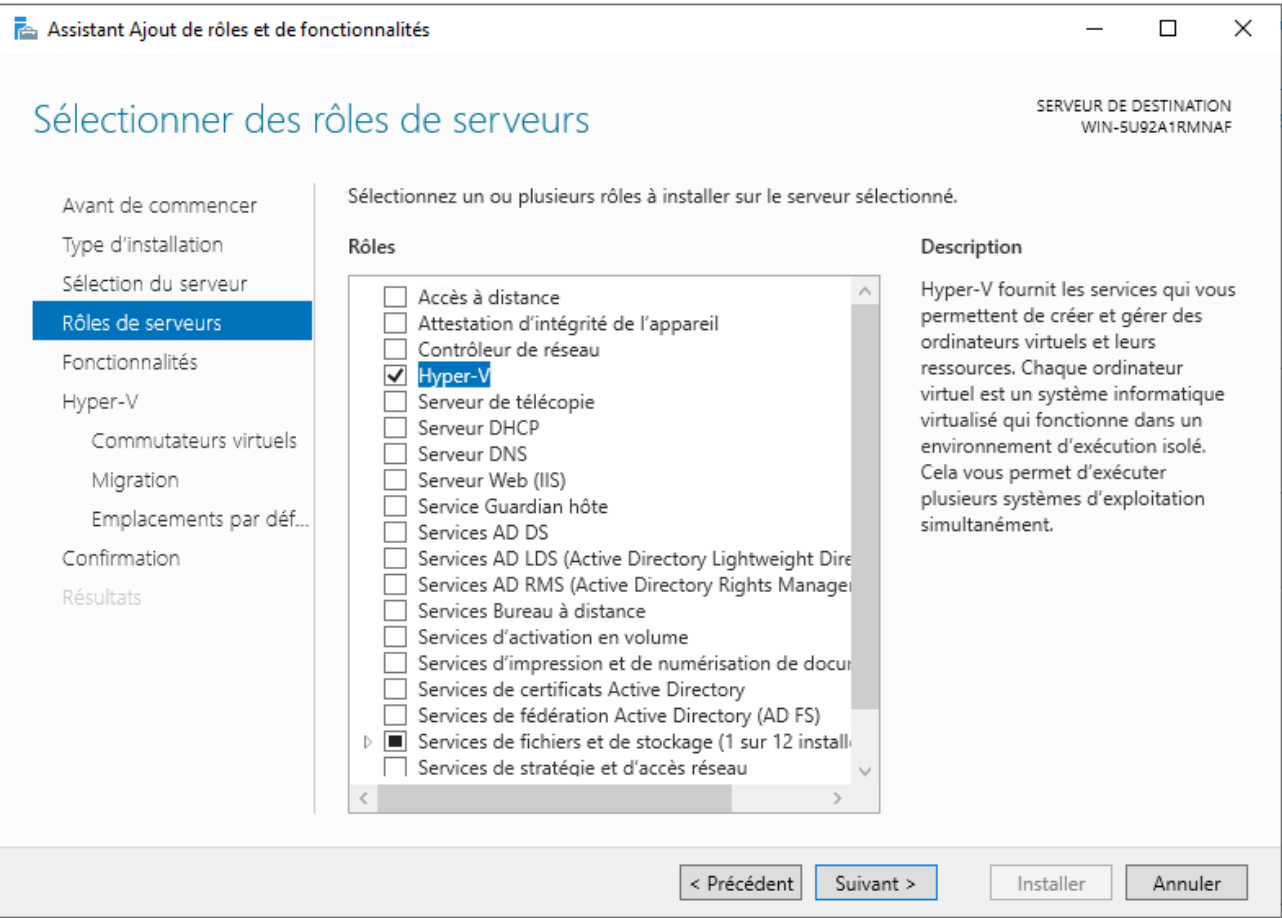 Assistant Ajout de rôles et de fonctionnalités
Sélectionner des rôles de serveurs
SERVEUR DE DESTINATION
WIN-5U92A1RMNAF
Avant de commencer
Type d'installation
Sélection du serveur
Rôles de serveurs
Fonctionnalités
Hyper-V
Commutateurs virtuels
Migration
Emplacements par déf...
Confirmation
Résultats
Sélectionnez un ou plusieurs rôles à installer sur le serveur sélectionné.
Rôles
Accès à distance
Attestation d'intégrité de l'appareil
Contrôleur de réseau
Hyper-V
Serveur de télécopie
Serveur DHCP
Serveur DNS
Serveur Web (IIS)
Service Guardian hôte
Services AD DS
Services AD LDS (Active Directory Lightweight Dire
Services AD RMS (Active Directory Rights Manage
Services Bureau à distance
Services d'activation en volume
Services d'impression et de numérisation de docu
Services de certificats Active Directory
Services de fédération Active Directory (AD FS)
Services de fichiers et de stockage (1 sur 12 install
Services de stratégie et d'accès réseau
Description
Hyper-V fournit les services qui vous
permettent de créer et gérer des
ordinateurs virtuels et leurs
ressources. Chaque ordinateur
virtuel est un système informatique
virtualisé qui fonctionne dans un
environnement d'exécution isolé.
Cela vous permet d'exécuter
plusieurs systèmes d'exploitation
simultanément.
< Précédent
Suivant >
Installer
Annuler